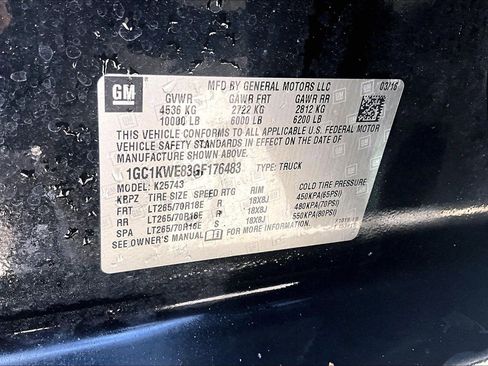 GM
MFD BY GENERAL MOTORS LLC 03/16
GVWR GAWR FRT GAWR RR
4536 KG 2722 KG 2812 KG
10000 LB 6000 LB 6200 LB
THIS VEHICLE CONFORMS TO ALL APPLICABLE U.S. FEDERAL MOTOR
VEHICLE SAFETY STANDARDS IN EFFECT ON THE DATE OF
MANUFACTURE SHOWN ABOVE.
1GC1KWE83GF176483 TYPE: TRUCK
MODEL: K25743
KBPZ TIRE SIZE SPEED RTG RIM COLD TIRE PRESSURE
FRT LT265/70R18E R 18X8J 450KPA(65PSI)
RR LT265/70R18E R 18X8J 480KPA(70PSI)
SPA LT265/70R18E S 18X8J 550KPA(80PSI)
SEE OWNER'S MANUAL FOR MORE INFORMATION.